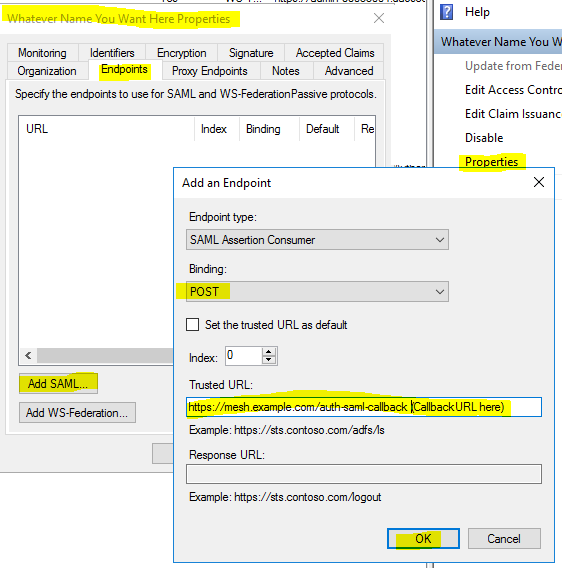 Whatever Name You Want Here Properties
Monitoring Identifiers Encryption Signature Accepted Claims
Organization Endpoints Proxy Endpoints Notes Advanced
Specify the endpoints to use for SAML and WS-FederationPassive protocols.
URL Index Binding Default Re
Add SAML...
Add WS-Federation...
Help
Whatever Name You W
Update from Feder
Edit Access Contro
Edit Claim Issuanc
Disable
Properties
Add an Endpoint
Endpoint type:
SAML Assertion Consumer
Binding:
POST
Set the trusted URL as default
Index: 0
Trusted URL:
https://mesh.example.com/auth-saml-callback (CallbackURL here)
Example: https://sts.contoso.com/adfs/ls
Response URL:
Example: https://sts.contoso.com/logout
OK Cancel